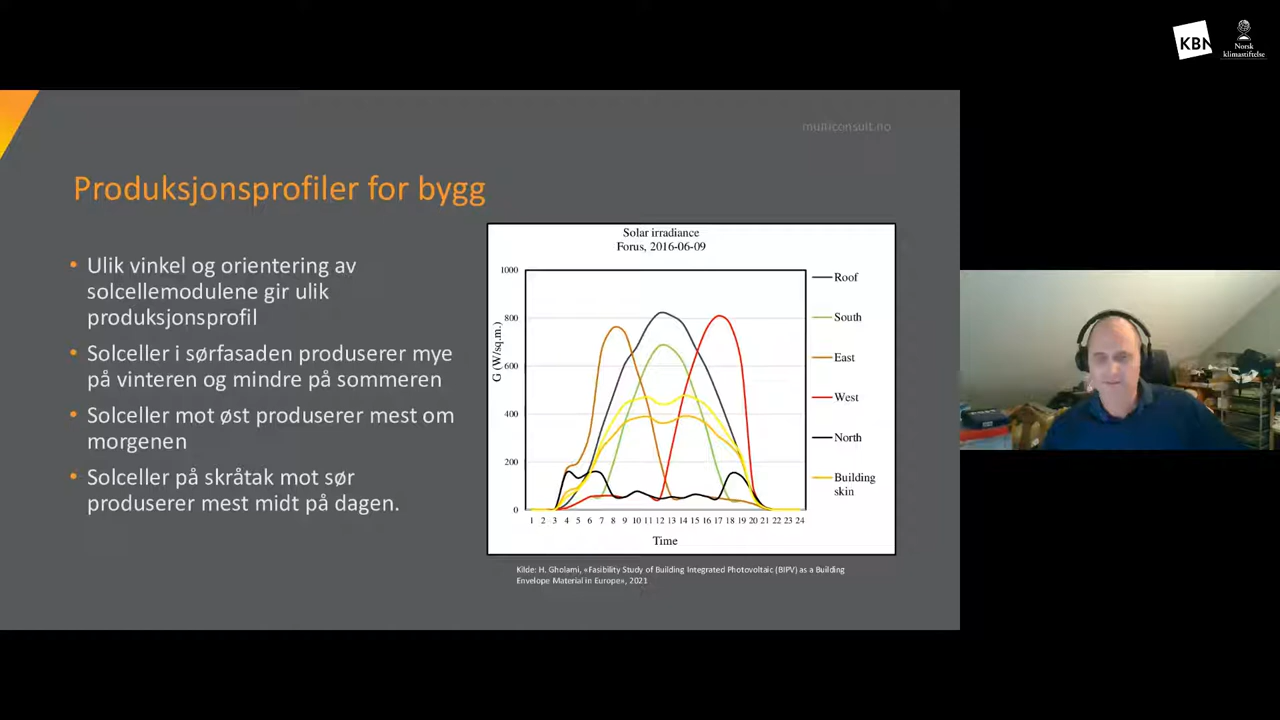 KBN
Norsk
klimastiftelse
multiconsult.no
Produksjonsprofiler for bygg
• Ulik vinkel og orientering av
solcellemodulene gir ulik
produksjonsprofil
• Solceller i sørfasaden produserer mye
på vinteren og mindre på sommeren
• Solceller mot øst produserer mest om
morgenen
• Solceller på skråtak mot sør
produserer mest midt på dagen.
Solar irradiance
Forus, 2016-06-09
G (W/sq.m.)
1000
800
600
400
200
0
1 2 3 4 5 6 7 8 9 10 11 12 13 14 15 16 17 18 19 20 21 22 23 24
Time
Roof
South
East
West
North
Building
skin
Kilde: H. Gholami, «Fasibility Study of Building Integrated Photovoltaic (BIPV) as a Building
Envelope Material in Europe», 2021